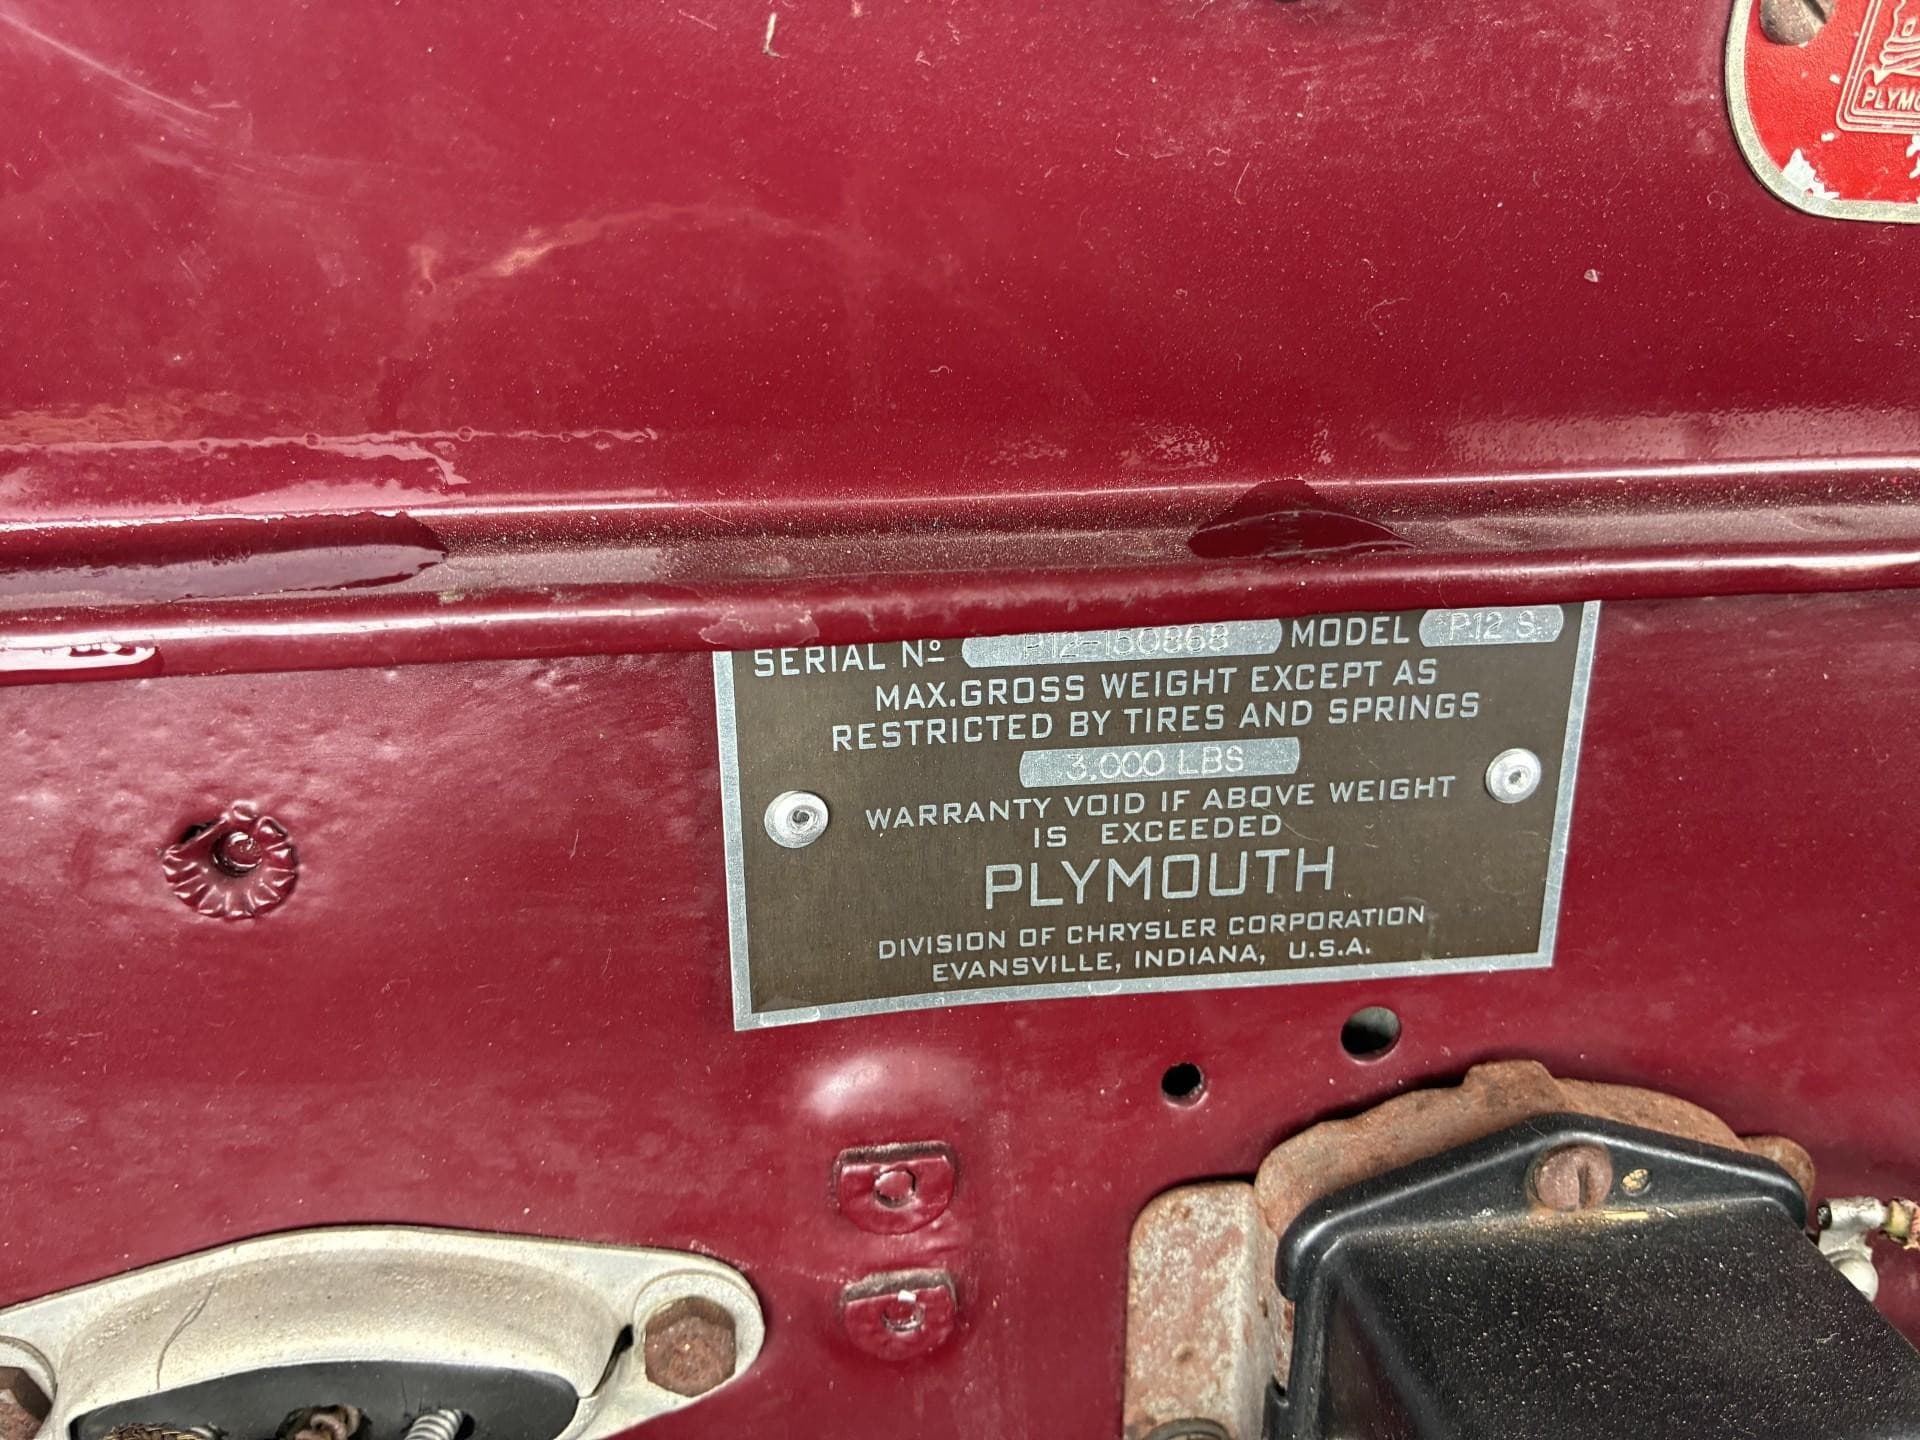 PLYMO
SERIAL Nº P12-150868 MODEL P12 S
MAX.GROSS WEIGHT EXCEPT AS
RESTRICTED BY TIRES AND SPRINGS
3,000 LBS
WARRANTY VOID IF ABOVE WEIGHT
IS EXCEEDED
PLYMOUTH
DIVISION OF CHRYSLER CORPORATION
EVANSVILLE, INDIANA, U.S.A.